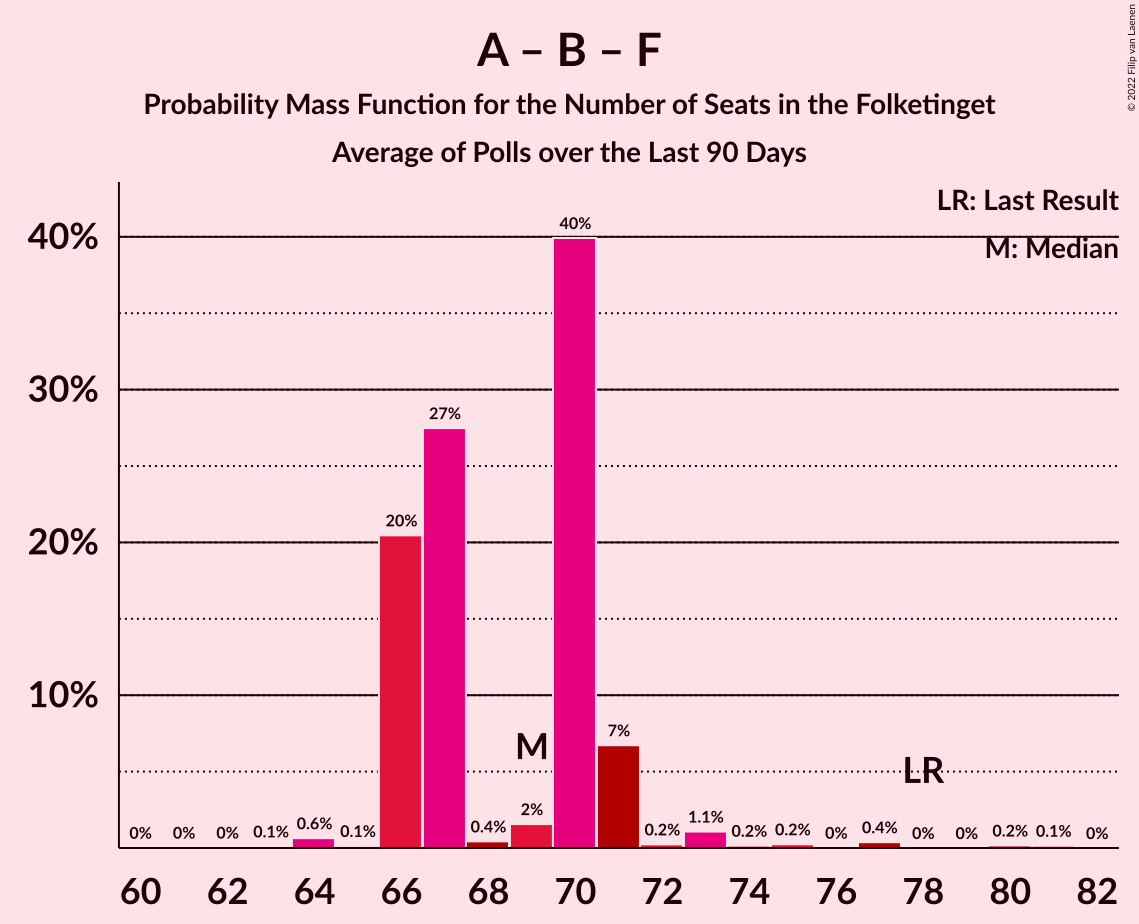 A – B – F
Probability Mass Function for the Number of Seats in the Folketinget
Average of Polls over the Last 90 Days
© 2022 Filip van Laenen
LR: Last Result
M: Median
40%
30%
20%
10%
0% 0% 0% 0.1% 0.6% 0.1% 20% 27% 0.4% 2% 40% 7% 0.2% 1.1% 0.2% 0.2% 0% 0.4% 0% 0% 0.2% 0.1% 0%
M
LR
60 62 64 66 68 70 72 74 76 78 80 82